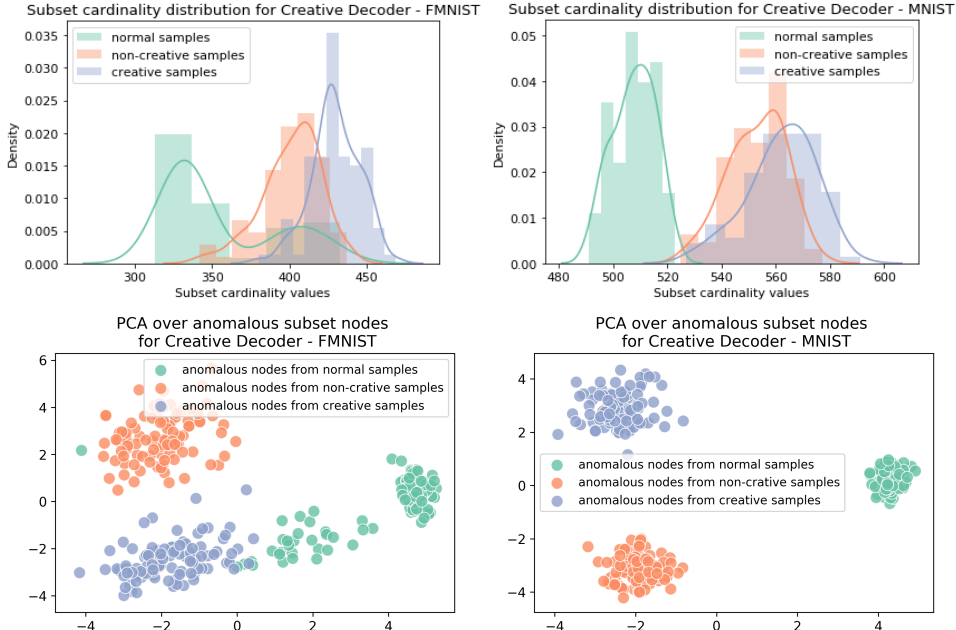 Subset cardinality distribution for Creative Decoder - FMNIST
normal samples
non-creative samples
creative samples
0.035
0.030
0.025
0.020
0.015
0.010
0.005
0.000
Density
300
350
400
450
Subset cardinality values
Subset cardinality distribution for Creative Decoder - MNIST
normal samples
non-creative samples
creative samples
0.05
0.04
0.03
0.02
0.01
0.00
Density
480
500
520
540
560
580
600
Subset cardinality values
PCA over anomalous subset nodes
for Creative Decoder - FMNIST
anomalous nodes from normal samples
anomalous nodes from non-crative samples
anomalous nodes from creative samples
6
4
2
0
−2
−4
−4
−2
0
2
4
PCA over anomalous subset nodes
for Creative Decoder - MNIST
anomalous nodes from normal samples
anomalous nodes from non-crative samples
anomalous nodes from creative samples
4
2
0
−2
−4
−4
−2
0
2
4